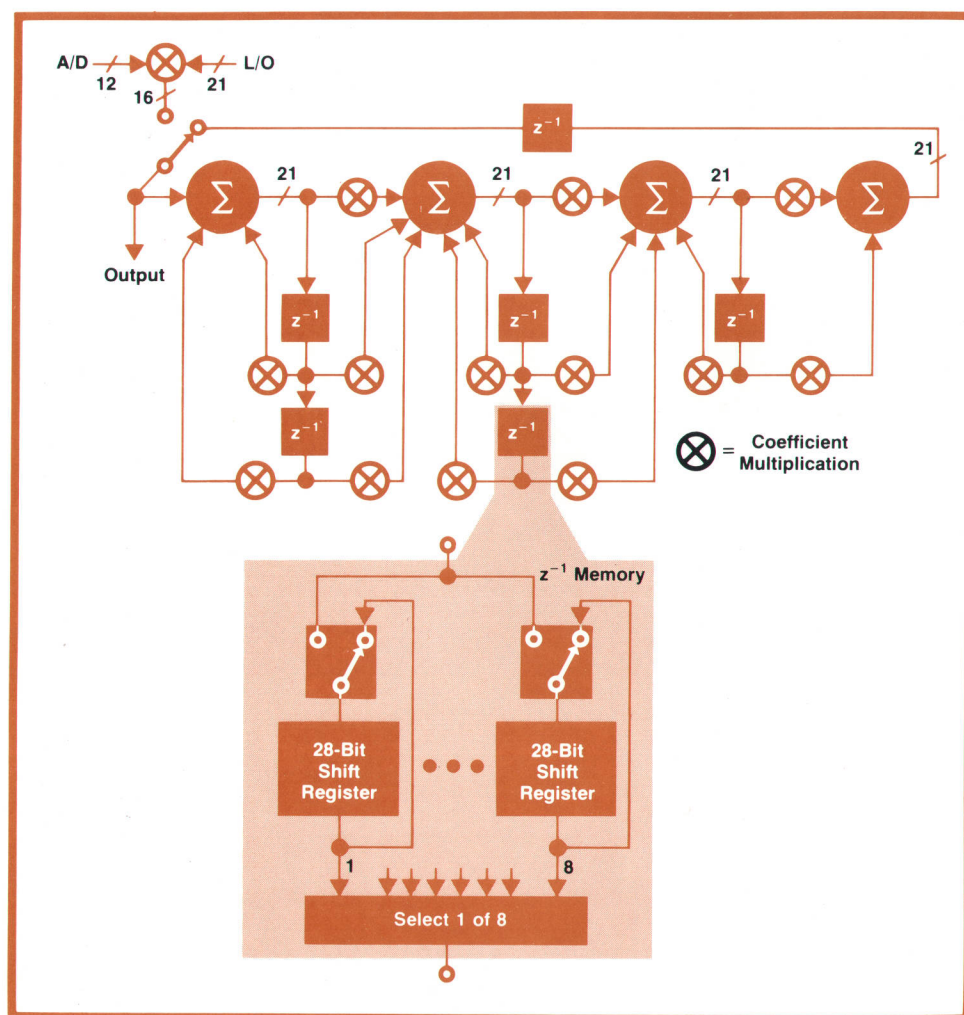 A/D
12
L/O
21
16
z⁻¹
21
Σ
21
Σ
21
Σ
21
Σ
Output
z⁻¹
z⁻¹
z⁻¹
z⁻¹
z⁻¹
= Coefficient
Multiplication
z⁻¹ Memory
28-Bit
Shift
Register
28-Bit
Shift
Register
1
8
Select 1 of 8